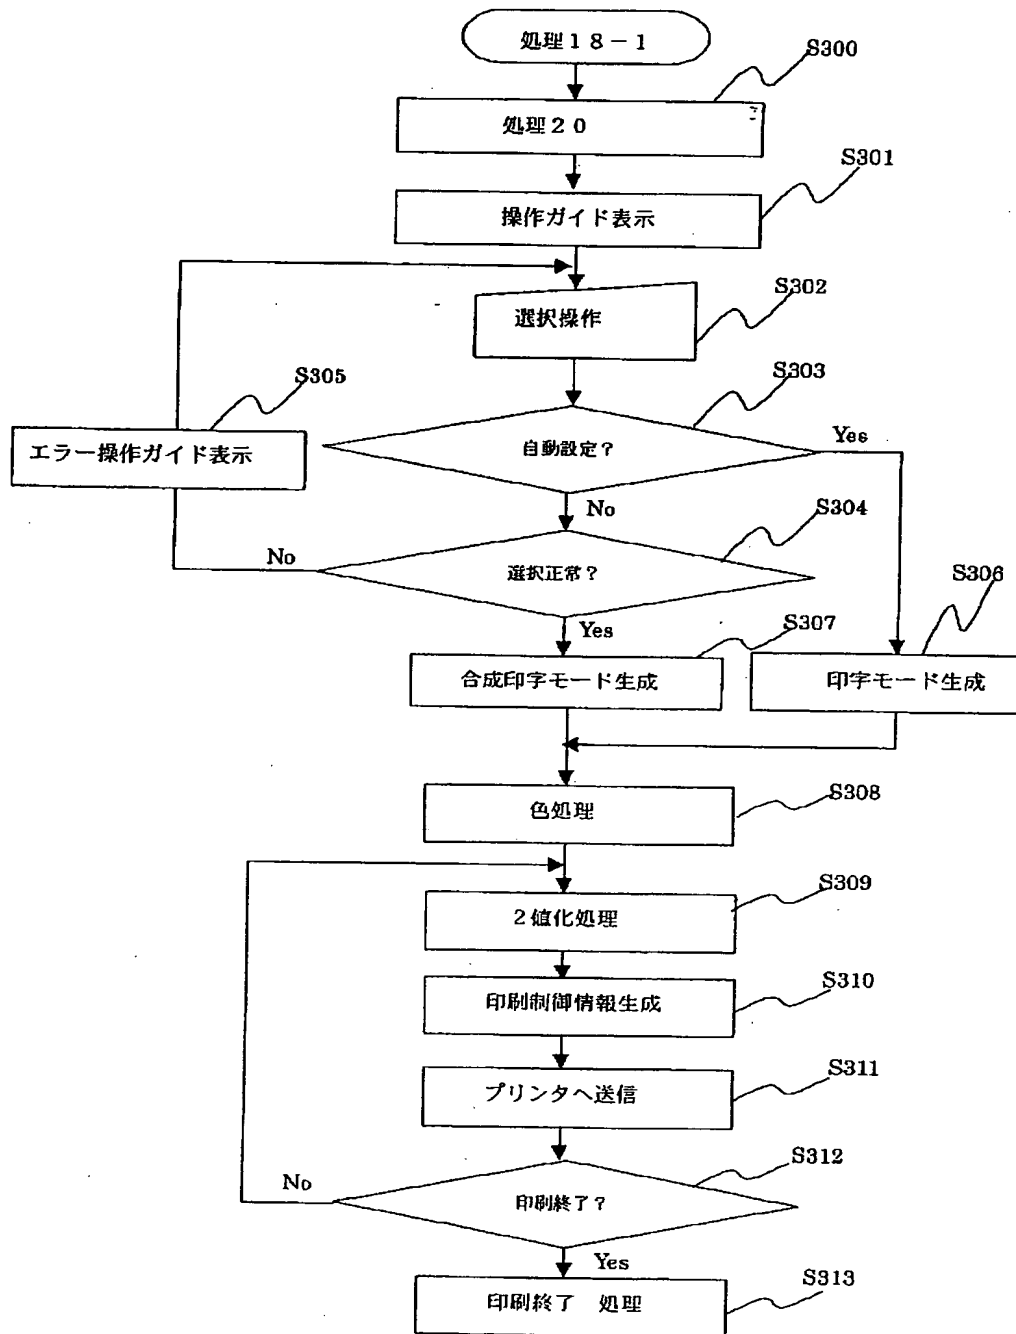 処理１８－１
S300
処理２０
S301
操作ガイド表示
S302
選択操作
S303
自動設定？
Yes
No
S305
エラー操作ガイド表示
S304
選択正常？
No
Yes
S306
印字モード生成
S307
合成印字モード生成
S308
色処理
S309
２値化処理
S310
印刷制御情報生成
S311
プリンタへ送信
S312
印刷終了？
No
Yes
S313
印刷終了　処理